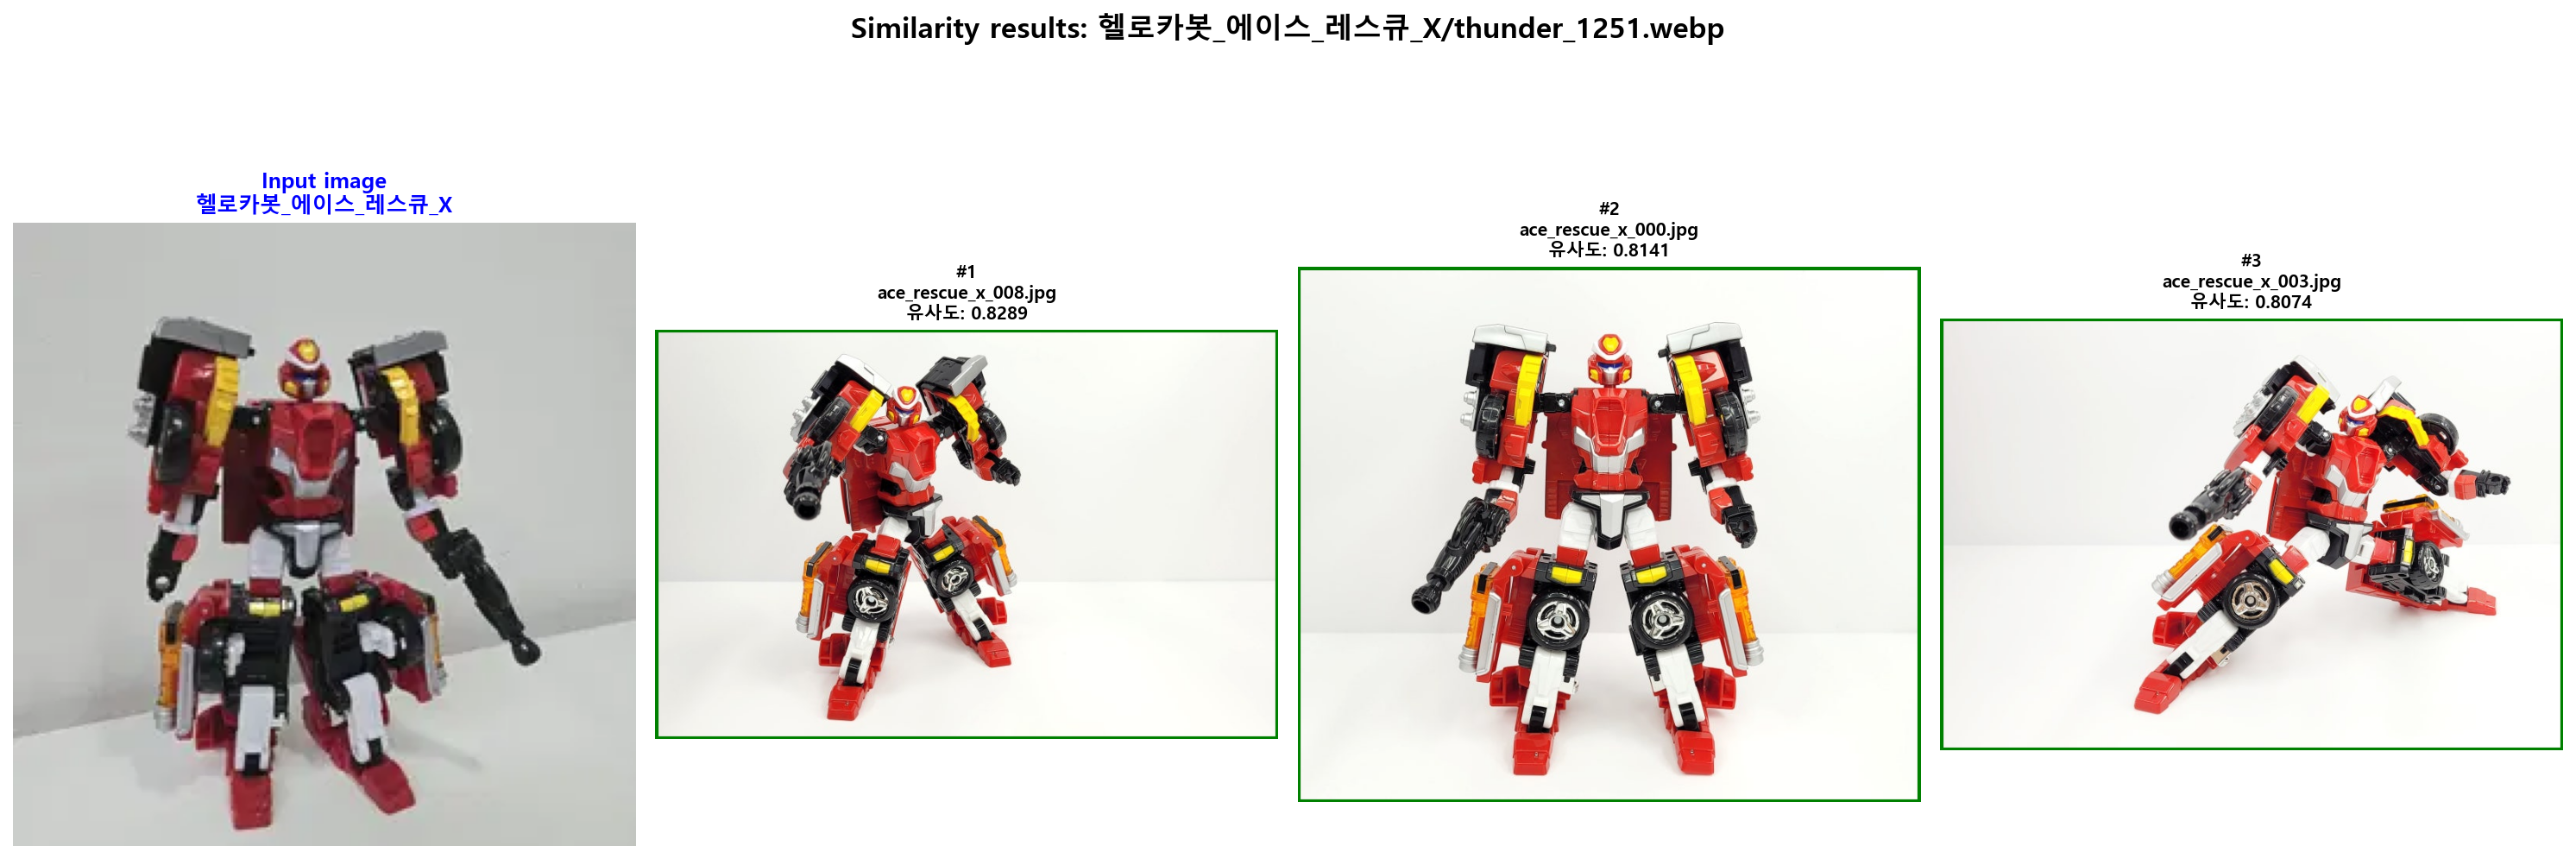 Similarity results: 헬로카봇_에이스_레스큐_X/thunder_1251.webp
Input image
헬로카봇_에이스_레스큐_X
#1
ace_rescue_x_008.jpg
유사도: 0.8289
#2
ace_rescue_x_000.jpg
유사도: 0.8141
#3
ace_rescue_x_003.jpg
유사도: 0.8074